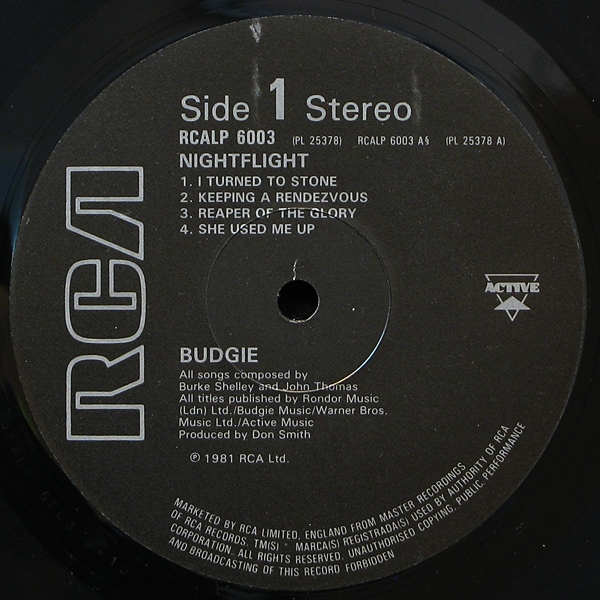 Side 1 Stereo
RCALP 6003 (PL 25378) RCALP 6003 A§ (PL 25378 A)
NIGHTFLIGHT
1. I TURNED TO STONE
2. KEEPING A RENDEZVOUS
3. REAPER OF THE GLORY
4. SHE USED ME UP
RCA
ACTIVE
BUDGIE
All songs composed by
Burke Shelley and John Thomas
All titles published by Rondor Music
(Ldn) Ltd./Budgie Music/Warner Bros.
Music Ltd./Active Music
Produced by Don Smith
℗ 1981 RCA Ltd.
MARKETED BY RCA LIMITED, ENGLAND FROM MASTER RECORDINGS
OF RCA RECORDS. TM(S) ® MARCA(S) REGISTRADA(S) USED BY AUTHORITY OF RCA
CORPORATION. ALL RIGHTS RESERVED. UNAUTHORISED COPYING, PUBLIC PERFORMANCE
AND BROADCASTING OF THIS RECORD FORBIDDEN